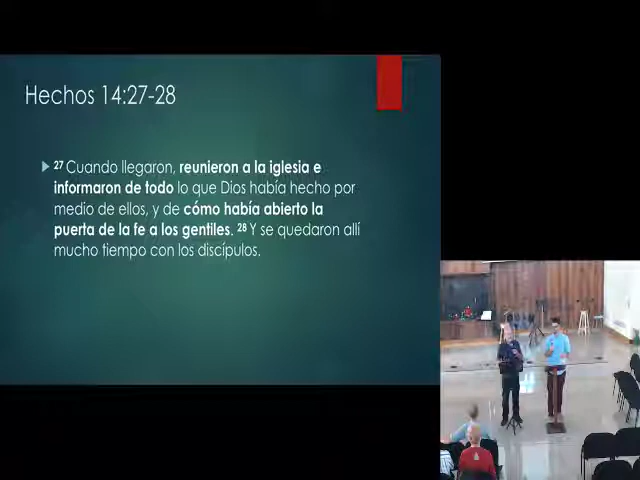 Hechos 14:27-28
27 Cuando llegaron, reunieron a la iglesia e
informaron de todo lo que Dios había hecho por
medio de ellos, y de cómo había abierto la
puerta de la fe a los gentiles. 28 Y se quedaron allí
mucho tiempo con los discípulos.